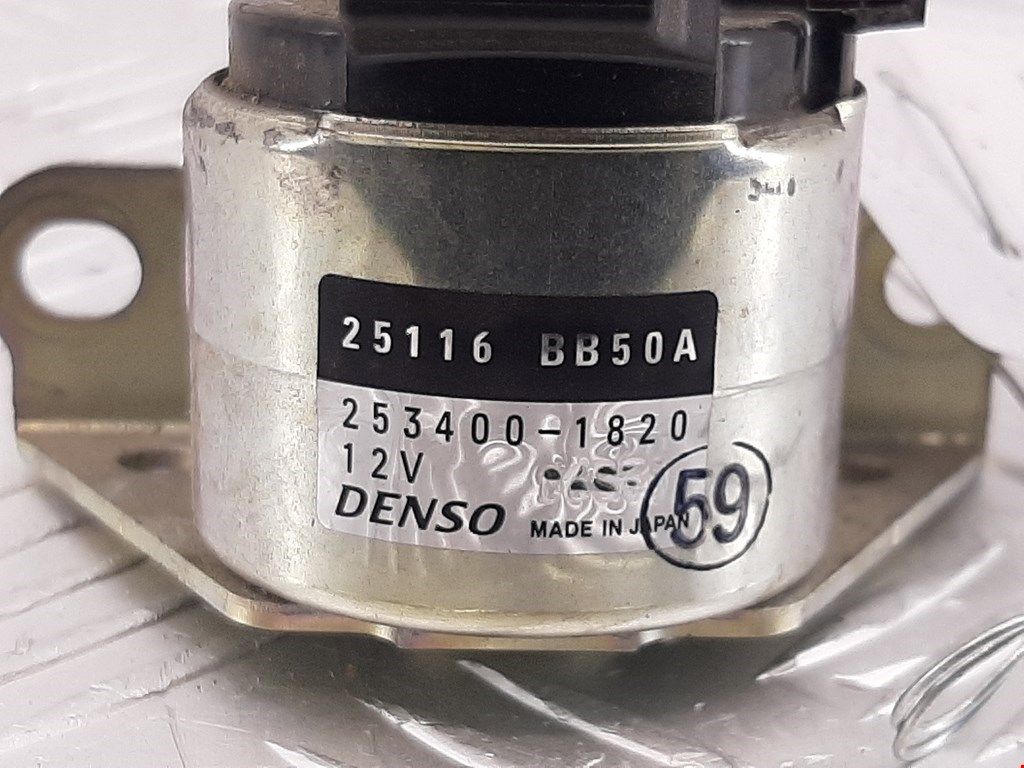 25116 BB50A
253400-1820
12V
DENSO MADE IN JAPAN
59